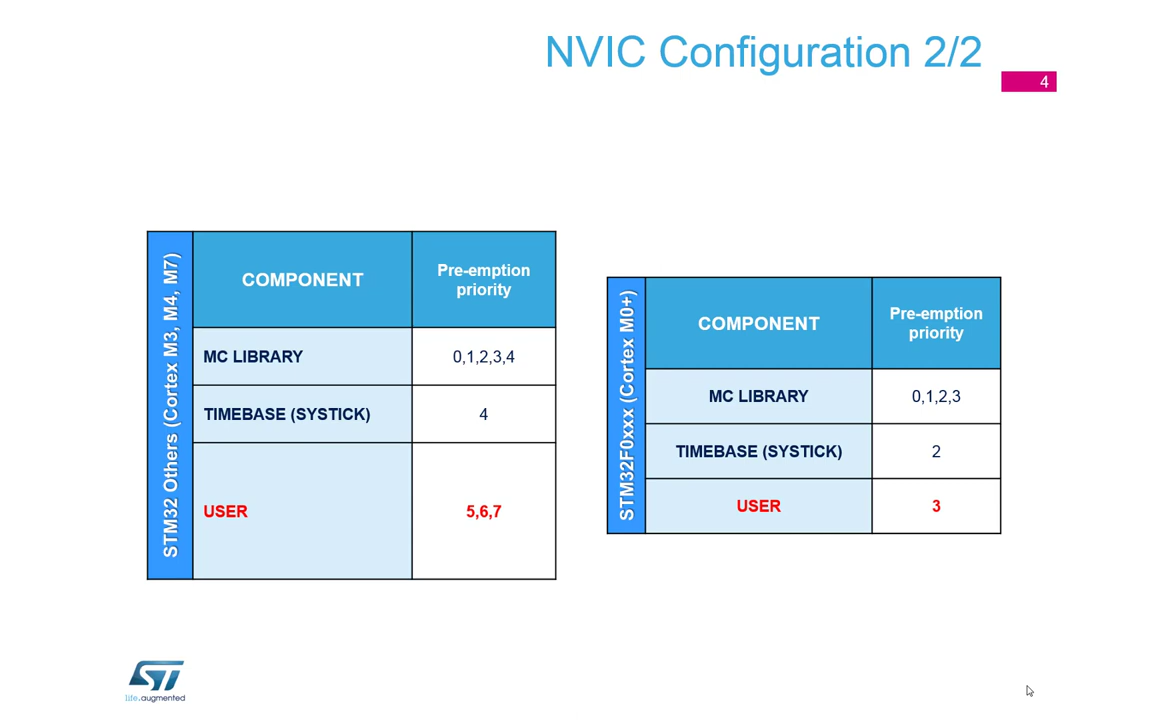 NVIC Configuration 2/2
4
STM32 Others (Cortex M3, M4, M7)
COMPONENT
Pre-emption
priority
MC LIBRARY
0,1,2,3,4
TIMEBASE (SYSTICK)
4
USER
5,6,7
STM32F0xxx (Cortex M0+)
COMPONENT
Pre-emption
priority
MC LIBRARY
0,1,2,3
TIMEBASE (SYSTICK)
2
USER
3
ST
life.augmented